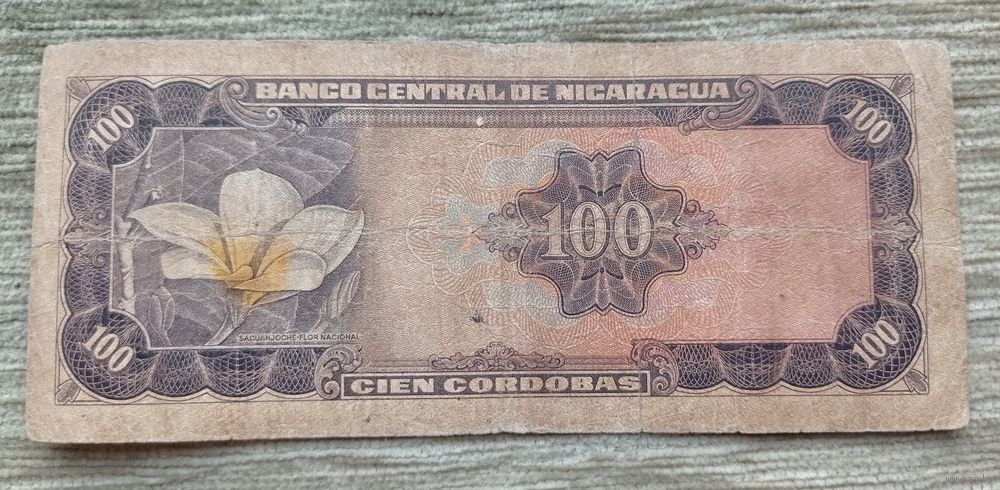 BANCO CENTRAL DE NICARAGUA
100
100
100
SACUANJOCHE-FLOR NACIONAL
100
100
CIEN CORDOBAS